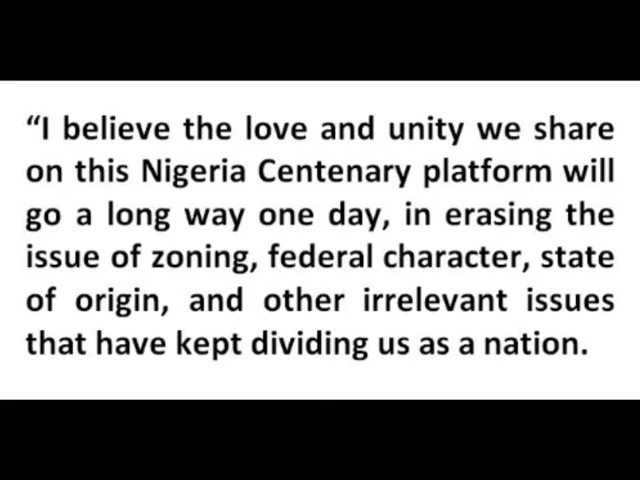 “I believe the love and unity we share
on this Nigeria Centenary platform will
go a long way one day, in erasing the
issue of zoning, federal character, state
of origin, and other irrelevant issues
that have kept dividing us as a nation.